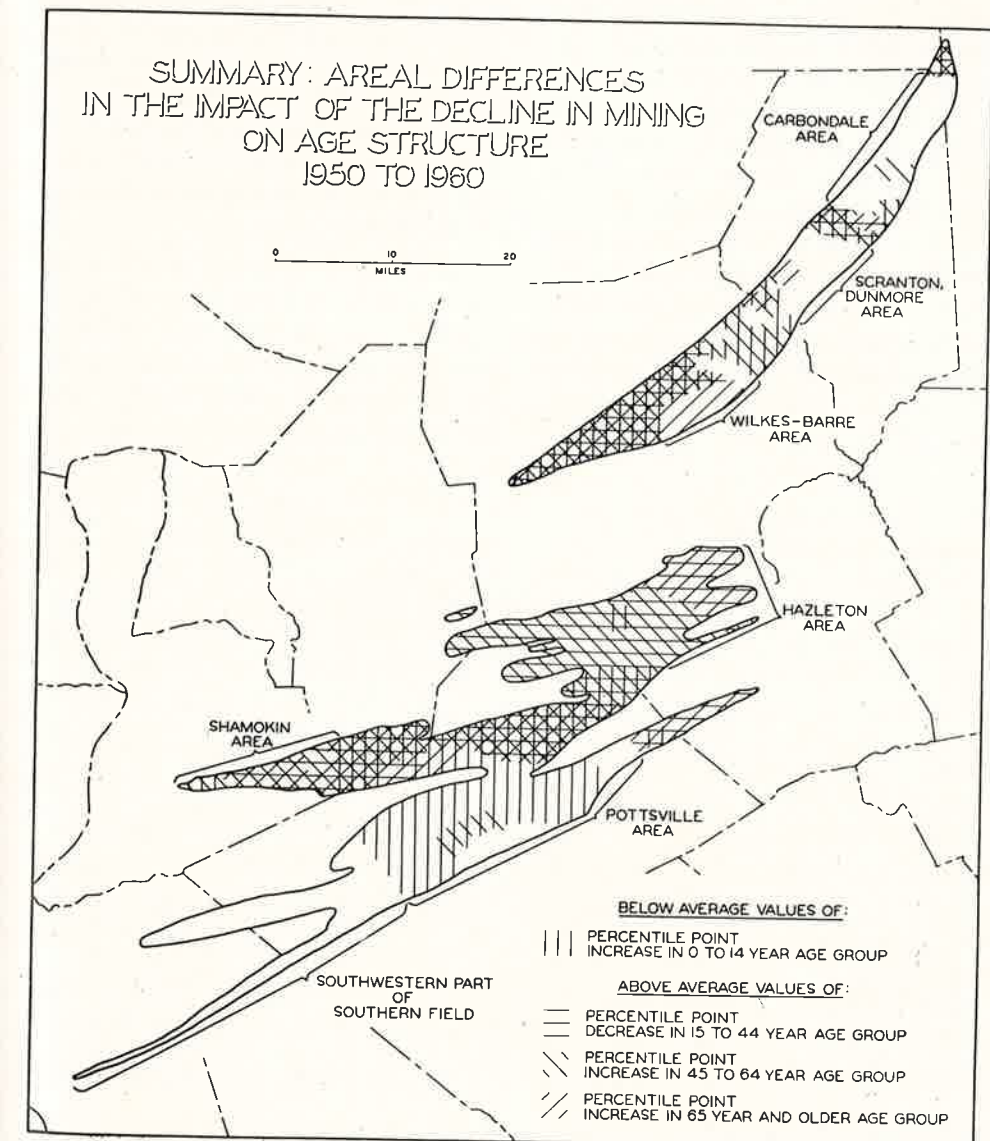 SUMMARY: AREAL DIFFERENCES
IN THE IMPACT OF THE DECLINE IN MINING
ON AGE STRUCTURE
1950 TO 1960
0 10 20
MILES
CARBONDALE
AREA
SCRANTON,
DUNMORE
AREA
WILKES-BARRE
AREA
HAZLETON
AREA
SHAMOKIN
AREA
POTTSVILLE
AREA
SOUTHWESTERN PART
OF
SOUTHERN FIELD
BELOW AVERAGE VALUES OF:
PERCENTILE POINT
INCREASE IN 0 TO 14 YEAR AGE GROUP
ABOVE AVERAGE VALUES OF:
PERCENTILE POINT
DECREASE IN 15 TO 44 YEAR AGE GROUP
PERCENTILE POINT
INCREASE IN 45 TO 64 YEAR AGE GROUP
PERCENTILE POINT
INCREASE IN 65 YEAR AND OLDER AGE GROUP